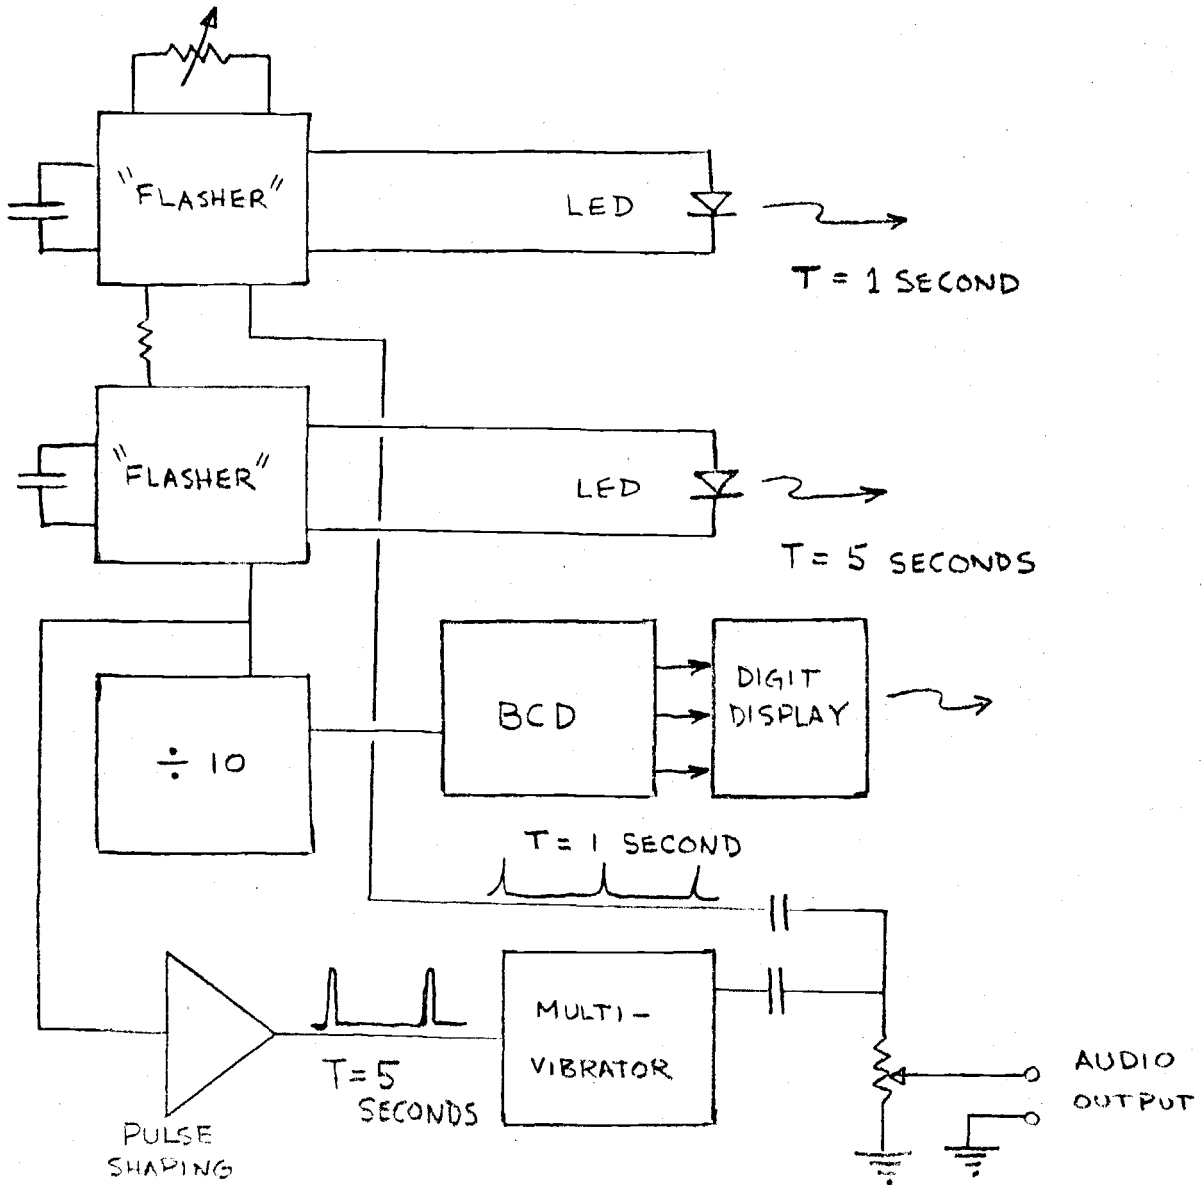 "FLASHER"
LED
T = 1 SECOND
"FLASHER"
LED
T = 5 SECONDS
÷ 10
BCD
DIGIT
DISPLAY
T = 1 SECOND
MULTI-
VIBRATOR
T = 5
SECONDS
PULSE
SHAPING
AUDIO
OUTPUT